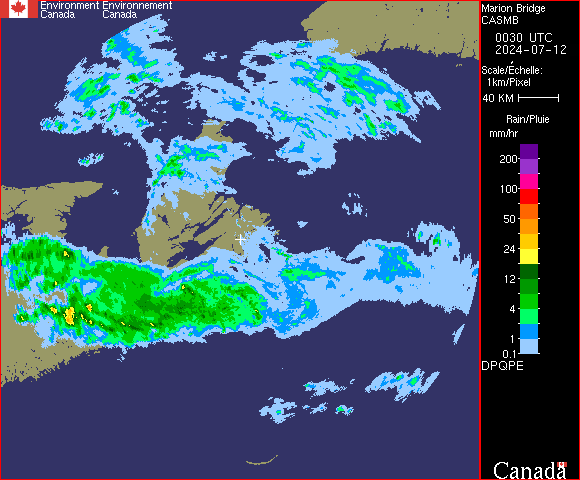 Environment Environnement
Canada Canada
Marion Bridge
CASMB
0030 UTC
2024-07-12
Scale/Échelle:
1km/Pixel
40 KM
Rain/Pluie
mm/hr
200
100
50
24
12
4
1
0.1
DPQPE
Canada